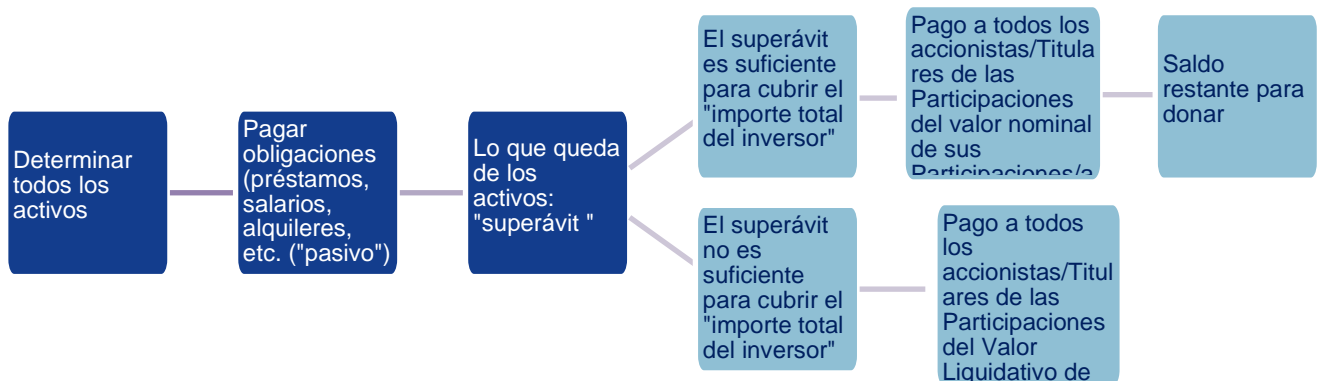 Determinar
todos los
activos
Pagar
obligaciones
(préstamos,
salarios,
alquileres,
etc. ("pasivo")
Lo que queda
de los
activos:
"superávit "
El superávit
es suficiente
para cubrir el
"importe total
del inversor"
Pago a todos los
accionistas/Titula
res de las
Participaciones
del valor nominal
de sus
Participaciones/a
Saldo
restante para
donar
El superávit
no es
suficiente
para cubrir el
"importe total
del inversor"
Pago a todos
los
accionistas/Titul
ares de las
Participaciones
del Valor
Liquidativo de